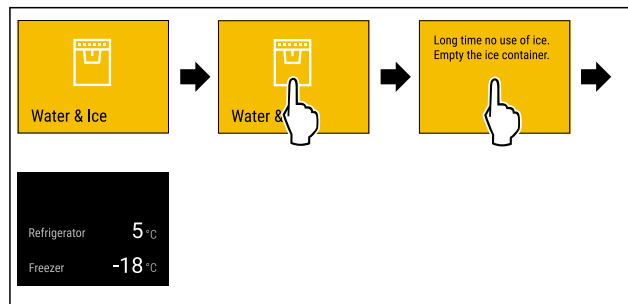 Water & Ice
Water &
Long time no use of ice.
Empty the ice container.
Refrigerator 5 °C
Freezer -18 °C